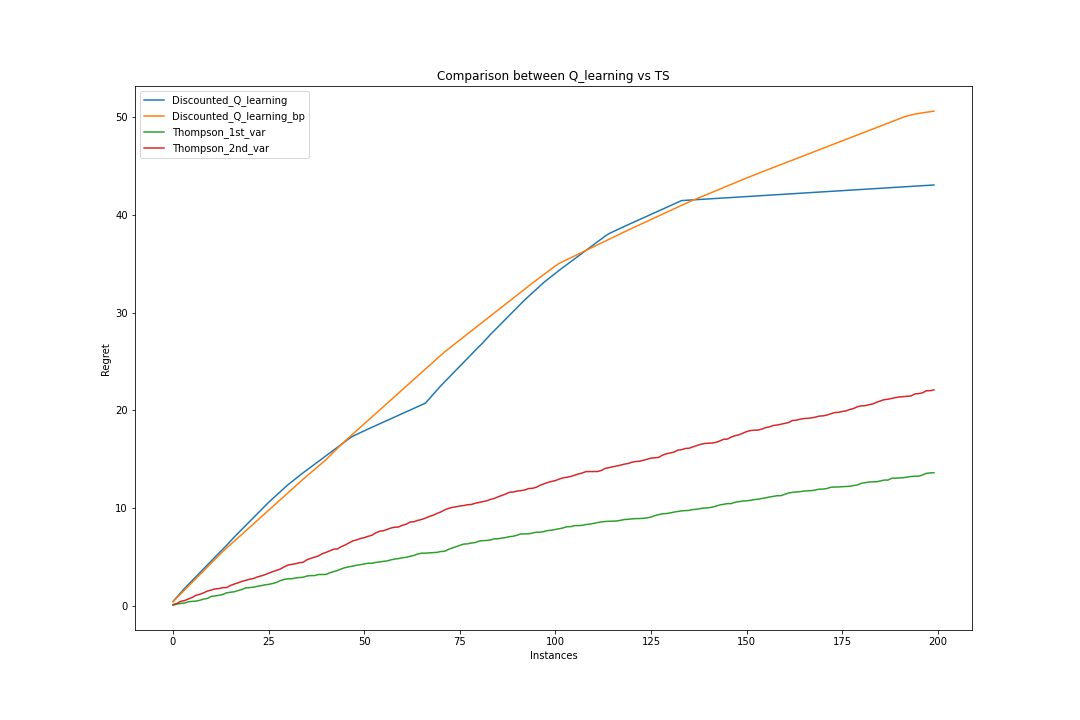 Comparison between Q_learning vs TS
Discounted_Q_learning
Discounted_Q_learning_bp
Thompson_1st_var
Thompson_2nd_var
50
40
30
20
10
0
Regret
0 25 50 75 100 125 150 175 200
Instances